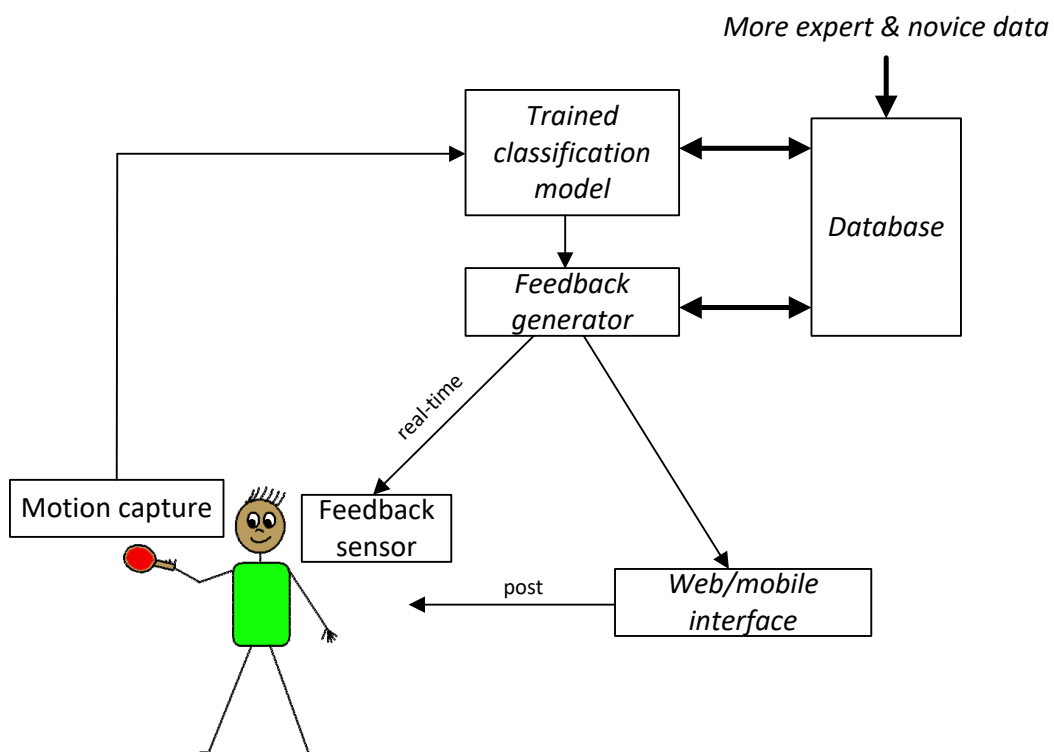 More expert & novice data
Trained
classification
model
Database
Feedback
generator
real-time
Motion capture
Feedback
sensor
post
Web/mobile
interface